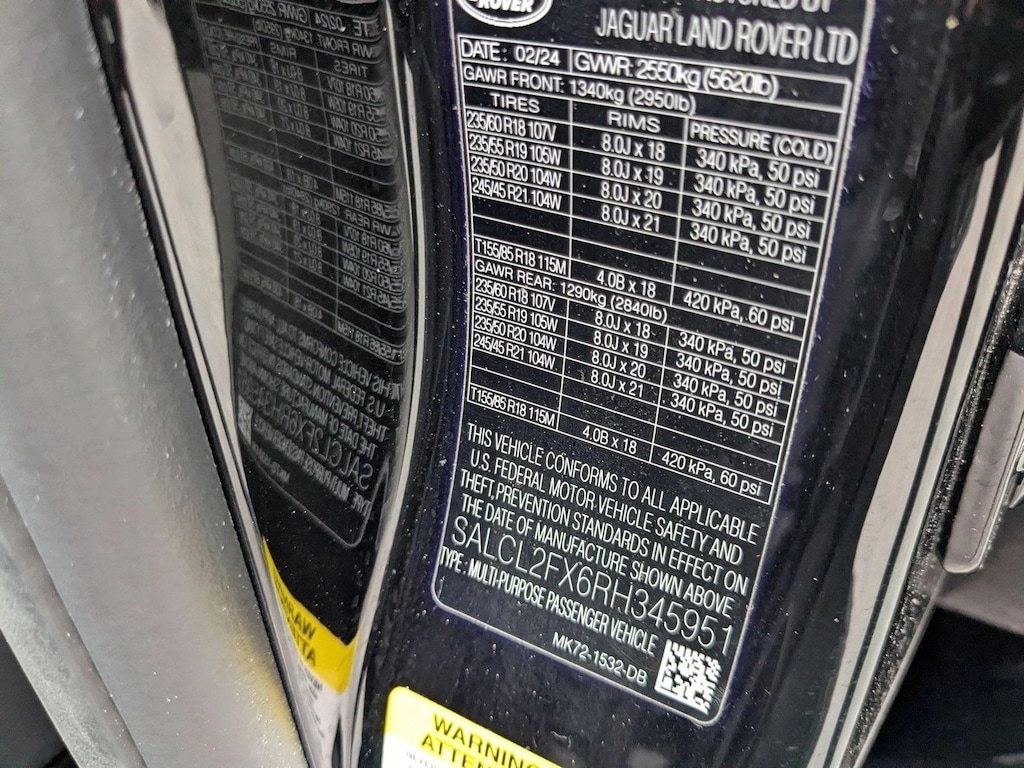 ROVER
JAGUAR LAND ROVER LTD
DATE: 02/24 GWWR: 2550kg (5620lb)
GAWR FRONT: 1340kg (2950lb)
TIRES RIMS PRESSURE (COLD)
235/60 R18 107V 8.0J x 18 340 kPa, 50 psi
235/55 R19 105W 8.0J x 19 340 kPa, 50 psi
235/50 R20 104W 8.0J x 20 340 kPa, 50 psi
245/45 R21 104W 8.0J x 21 340 kPa, 50 psi
T155/85 R18 115M 4.0B x 18 420 kPa, 60 psi
GAWR REAR: 1290kg (2840lb)
235/60 R18 107V 8.0J x 18 340 kPa, 50 psi
235/55 R19 105W 8.0J x 19 340 kPa, 50 psi
235/50 R20 104W 8.0J x 20 340 kPa, 50 psi
245/45 R21 104W 8.0J x 21 340 kPa, 50 psi
T155/85 R18 115M 4.0B x 18 420 kPa, 60 psi
THIS VEHICLE CONFORMS TO ALL APPLICABLE
U.S. FEDERAL MOTOR VEHICLE SAFETY AND
THEFT PREVENTION STANDARDS IN EFFECT ON
THE DATE OF MANUFACTURE SHOWN ABOVE
SALCL2FX6RH345951
TYPE : MULTI-PURPOSE PASSENGER VEHICLE
MK72-1532-DB
WARNING